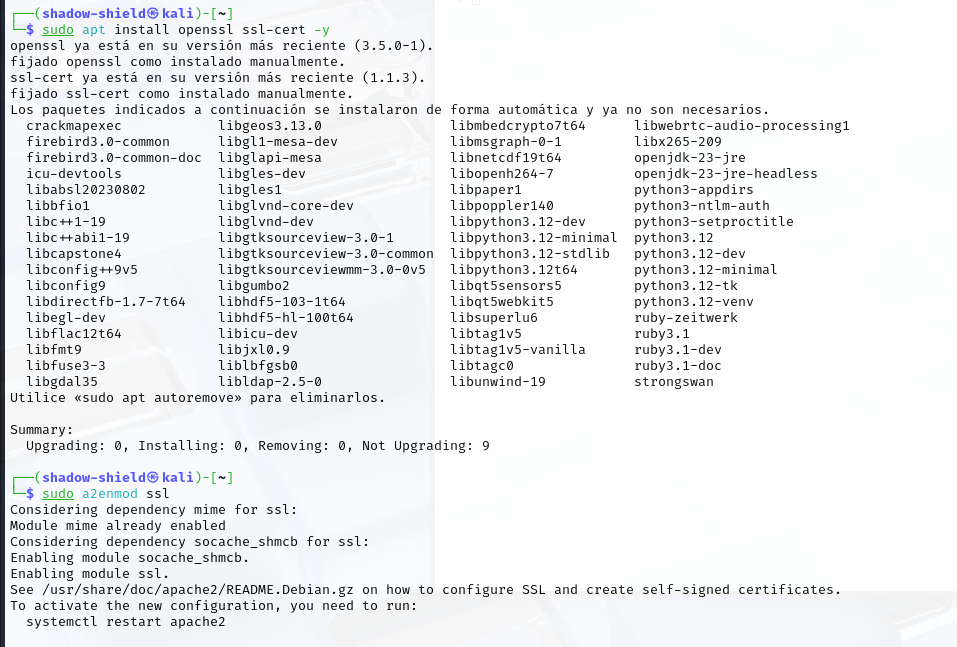 ┌──(shadow-shield㉿kali)-[~]
└─$ sudo apt install openssl ssl-cert -y
openssl ya está en su versión más reciente (3.5.0-1).
fijado openssl como instalado manualmente.
ssl-cert ya está en su versión más reciente (1.1.3).
fijado ssl-cert como instalado manualmente.
Los paquetes indicados a continuación se instalaron de forma automática y ya no son necesarios.
  crackmapexec            libgeos3.13.0                libmbedcrypto7t64     libwebrtc-audio-processing1
  firebird3.0-common      libgl1-mesa-dev              libmsgraph-0-1        libx265-209
  firebird3.0-common-doc  libglapi-mesa                libnetcdf19t64        openjdk-23-jre
  icu-devtools            libgles-dev                  libopenh264-7         openjdk-23-jre-headless
  libabsl20230802         libgles1                     libpaper1             python3-appdirs
  libbfio1                libglvnd-core-dev            libpoppler140         python3-ntlm-auth
  libc++1-19              libglvnd-dev                 libpython3.12-dev     python3-setproctitle
  libc++abi1-19           libgtksourceview-3.0-1       libpython3.12-minimal python3.12
  libcapstone4            libgtksourceview-3.0-common  libpython3.12-stdlib  python3.12-dev
  libconfig++9v5          libgtksourceviewmm-3.0-0v5   libpython3.12t64      python3.12-minimal
  libconfig9              libgumbo2                    libqt5sensors5        python3.12-tk
  libdirectfb-1.7-7t64    libhdf5-103-1t64             libqt5webkit5         python3.12-venv
  libegl-dev              libhdf5-hl-100t64            libsuperlu6           ruby-zeitwerk
  libflac12t64            libicu-dev                   libtag1v5             ruby3.1
  libfmt9                 libjxl0.9                    libtag1v5-vanilla     ruby3.1-dev
  libfuse3-3              liblbfgsb0                   libtagc0              ruby3.1-doc
  libgdal35               libldap-2.5-0                libunwind-19          strongswan
Utilice «sudo apt autoremove» para eliminarlos.
Summary:
  Upgrading: 0, Installing: 0, Removing: 0, Not Upgrading: 9
┌──(shadow-shield㉿kali)-[~]
└─$ sudo a2enmod ssl
Considering dependency mime for ssl:
Module mime already enabled
Considering dependency socache_shmcb for ssl:
Enabling module socache_shmcb.
Enabling module ssl.
See /usr/share/doc/apache2/README.Debian.gz on how to configure SSL and create self-signed certificates.
To activate the new configuration, you need to run:
  systemctl restart apache2